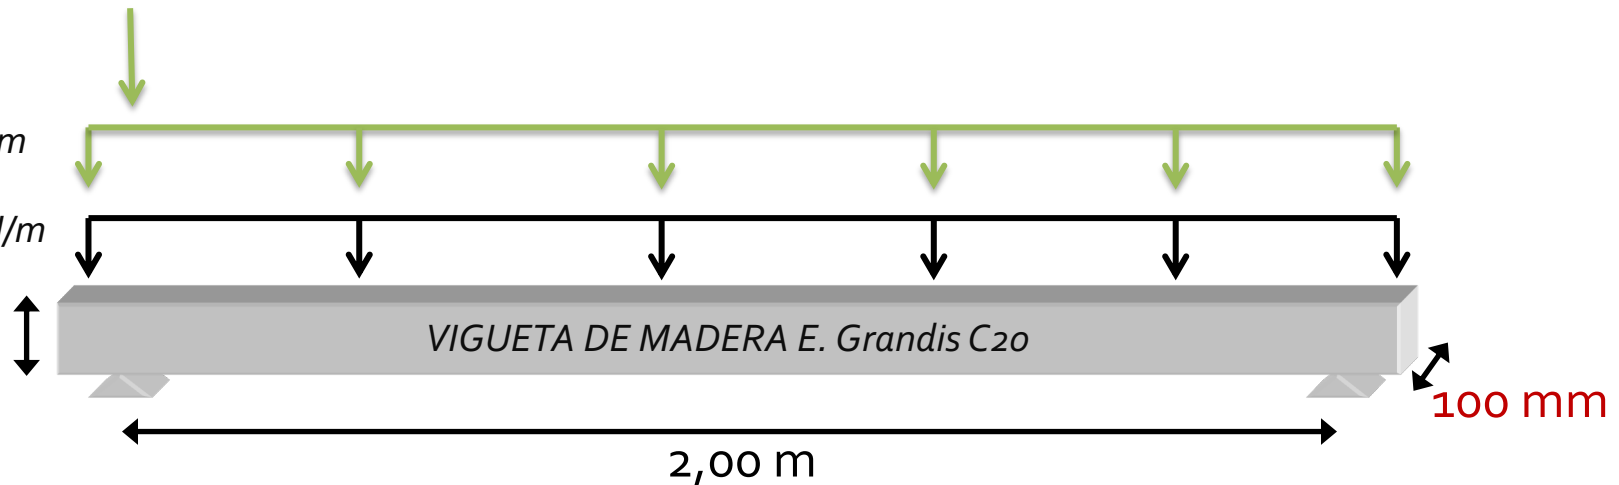 m
/m
VIGUETA DE MADERA E. Grandis C20
100 mm
2,00 m